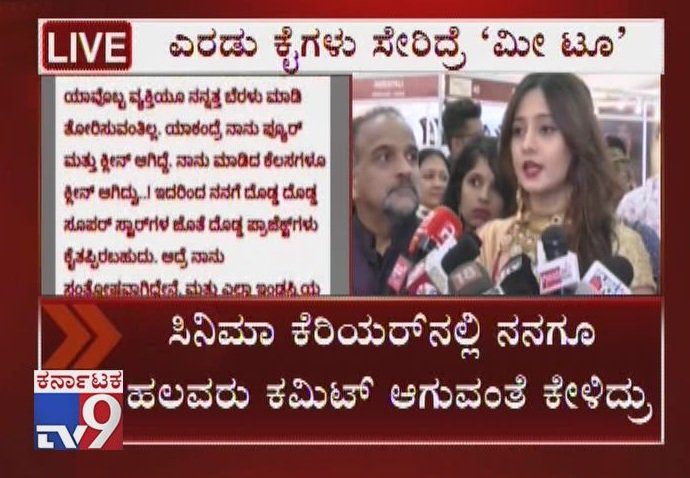 LIVE
ಎರಡು ಕೈಗಳು ಸೇರಿದ್ರೆ ‘ಮೀ ಟೂ’
ಯಾವೊಬ್ಬ ವ್ಯಕ್ತಿಯೂ ನನ್ನತ್ತ ಬೆರಳು ಮಾಡಿ
ತೋರಿಸುವಂತಿಲ್ಲ. ಯಾಕಂದ್ರೆ ನಾನು ಪ್ಯೂರ್
ಮತ್ತು ಕ್ಲೀನ್ ಆಗಿದ್ದೆ. ನಾನು ಮಾಡಿದ ಕೆಲಸಗಳೂ
ಕ್ಲೀನ್ ಆಗಿದ್ದು..! ಇದರಿಂದ ನನಗೆ ದೊಡ್ಡ ದೊಡ್ಡ
ಸೂಪರ್ ಸ್ಟಾರ್‌ಗಳ ಜೊತೆ ದೊಡ್ಡ ಪ್ರಾಜೆಕ್ಟ್‌ಗಳು
ಕೈತಪ್ಪಿರಬಹುದು. ಆದ್ರೆ ನಾನು
ಸಂತೋಷವಾಗಿದ್ದೇನೆ. ಮತ್ತು ಎಲ್ಲಾ ಇಂಡಸ್ಟ್ರಿಯ
ಸಿನಿಮಾ ಕೆರಿಯರ್‌ನಲ್ಲಿ ನನಗೂ
ಹಲವರು ಕಮಿಟ್ ಆಗುವಂತೆ ಕೇಳಿದ್ರು
ಕರ್ನಾಟಕ
TV9